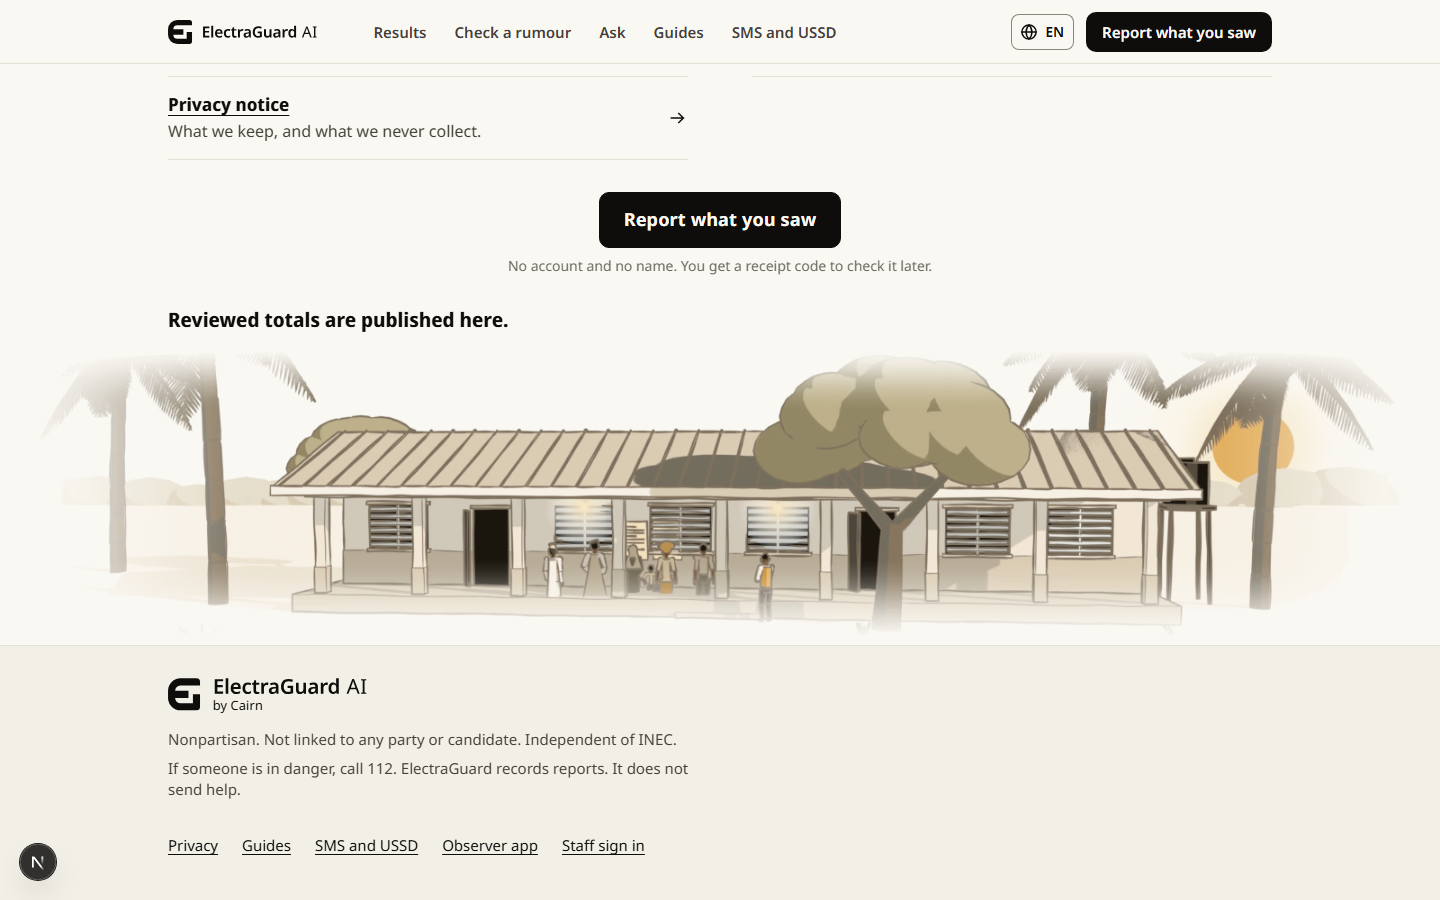 ElectraGuard AI
Results
Check a rumour
Ask
Guides
SMS and USSD
EN
Report what you saw
Privacy notice
What we keep, and what we never collect.
Report what you saw
No account and no name. You get a receipt code to check it later.
Reviewed totals are published here.
ElectraGuard AI
by Cairn
Nonpartisan. Not linked to any party or candidate. Independent of INEC.
If someone is in danger, call 112. ElectraGuard records reports. It does not
send help.
Privacy
Guides
SMS and USSD
Observer app
Staff sign in
N